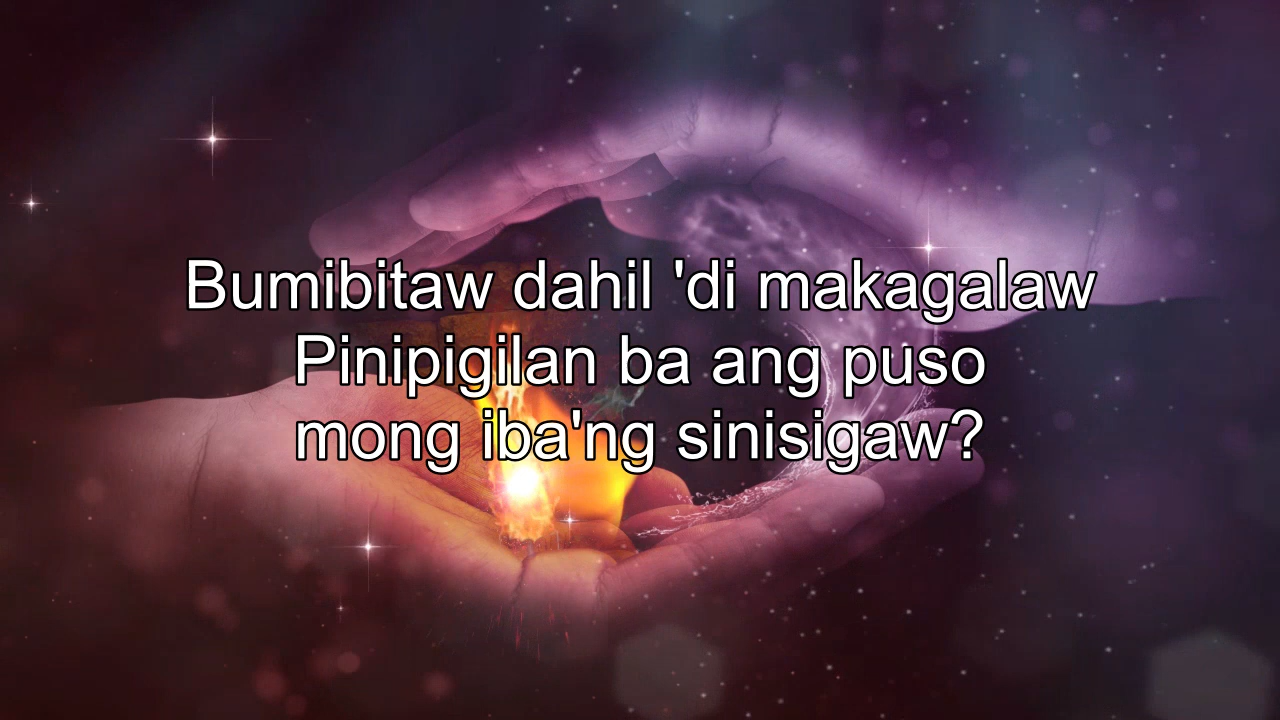 Bumibitaw dahil 'di makagalaw
Pinipigilan ba ang puso
mong iba'ng sinisigaw?